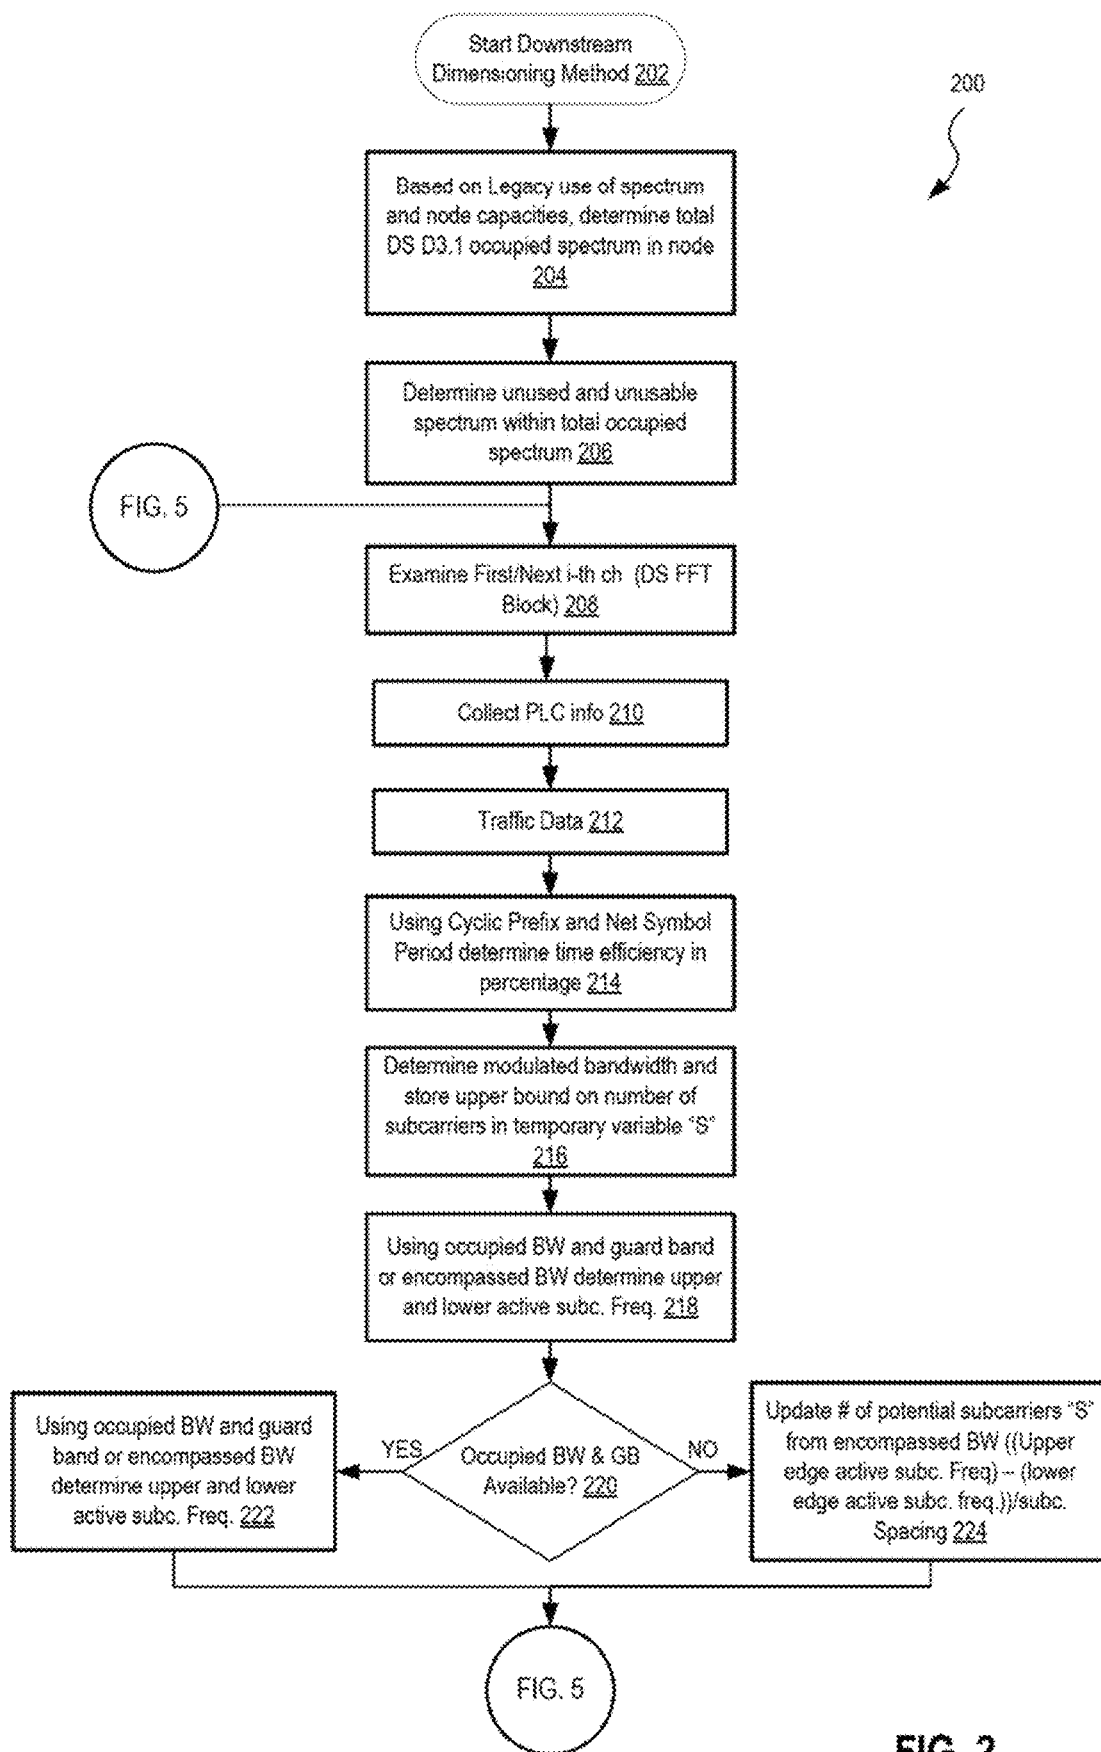 Start Downstream
Dimensioning Method 202
200
Based on Legacy use of spectrum
and node capacities, determine total
DS D3.1 occupied spectrum in node
204
Determine unused and unusable
spectrum within total occupied
spectrum 206
FIG. 5
Examine First/Next i-th ch (DS FFT
Block) 208
Collect PLC info 210
Traffic Data 212
Using Cyclic Prefix and Net Symbol
Period determine time efficiency in
percentage 214
Determine modulated bandwidth and
store upper bound on number of
subcarriers in temporary variable "S"
216
Using occupied BW and guard band
or encompassed BW determine upper
and lower active subc. Freq. 218
Occupied BW & GB
Available? 220
YES
NO
Using occupied BW and guard
band or encompassed BW
determine upper and lower
active subc. Freq. 222
Update # of potential subcarriers "S"
from encompassed BW ((Upper
edge active subc. Freq) – (lower
edge active subc. freq.))/subc.
Spacing 224
FIG. 5
FIG. 2